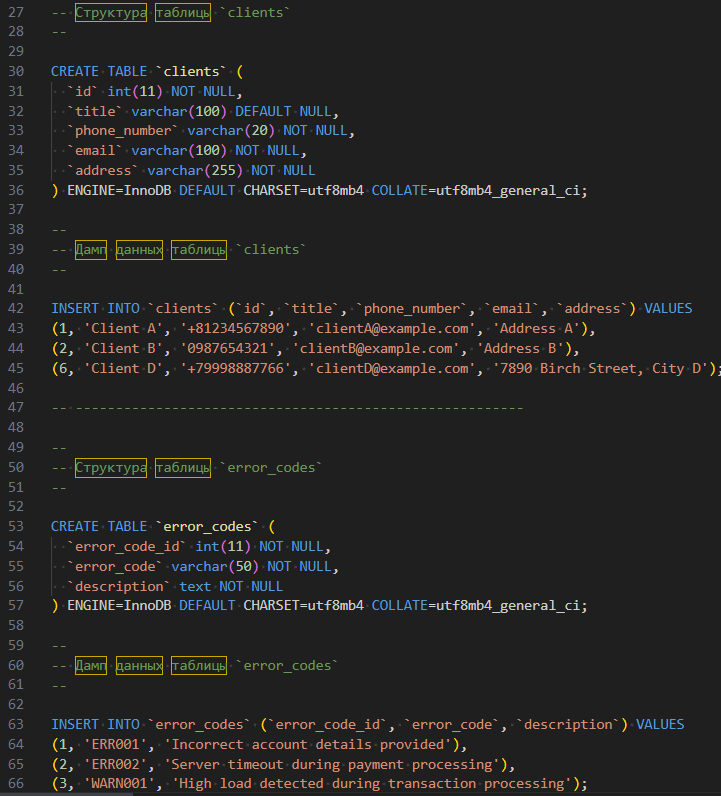 27 -- Структура таблицы `clients`
28 --
29
30 CREATE TABLE `clients` (
31   `id` int(11) NOT NULL,
32   `title` varchar(100) DEFAULT NULL,
33   `phone_number` varchar(20) NOT NULL,
34   `email` varchar(100) NOT NULL,
35   `address` varchar(255) NOT NULL
36 ) ENGINE=InnoDB DEFAULT CHARSET=utf8mb4 COLLATE=utf8mb4_general_ci;
37
38 --
39 -- Дамп данных таблицы `clients`
40 --
41
42 INSERT INTO `clients` (`id`, `title`, `phone_number`, `email`, `address`) VALUES
43 (1, 'Client A', '+81234567890', 'clientA@example.com', 'Address A'),
44 (2, 'Client B', '0987654321', 'clientB@example.com', 'Address B'),
45 (6, 'Client D', '+79998887766', 'clientD@example.com', '7890 Birch Street, City D');
46
47 -- --------------------------------------------------------
48
49 --
50 -- Структура таблицы `error_codes`
51 --
52
53 CREATE TABLE `error_codes` (
54   `error_code_id` int(11) NOT NULL,
55   `error_code` varchar(50) NOT NULL,
56   `description` text NOT NULL
57 ) ENGINE=InnoDB DEFAULT CHARSET=utf8mb4 COLLATE=utf8mb4_general_ci;
58
59 --
60 -- Дамп данных таблицы `error_codes`
61 --
62
63 INSERT INTO `error_codes` (`error_code_id`, `error_code`, `description`) VALUES
64 (1, 'ERR001', 'Incorrect account details provided'),
65 (2, 'ERR002', 'Server timeout during payment processing'),
66 (3, 'WARN001', 'High load detected during transaction processing');